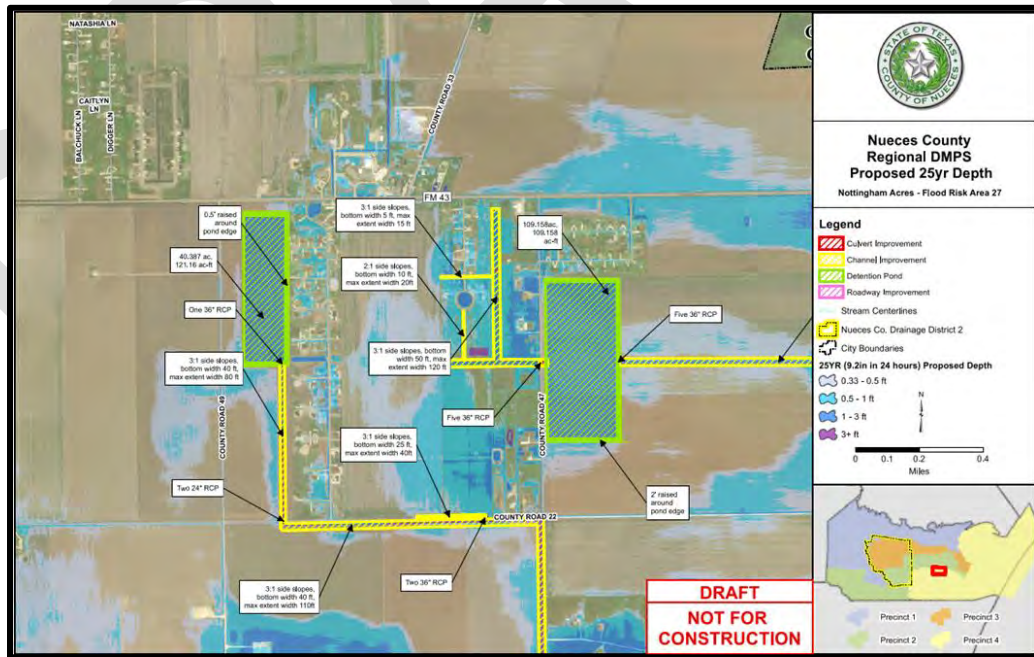 NATASHIA LN
BALCHUCK LN
CAITLYN
LN
DIGGER LN
COUNTY ROAD 33
FM 43
0.5" raised
around
pond edge
40.387 ac,
121.16 ac-ft
One 36" RCP
3:1 side slopes,
bottom width 40 ft,
max extent width 80 ft
COUNTY ROAD 49
Two 24" RCP
3:1 side slopes,
bottom width 40 ft,
max extent width 110ft
3:1 side slopes,
bottom width 5 ft, max
extent width 15 ft
2:1 side slopes,
bottom width 10 ft,
max extent width 20ft
3:1 side slopes, bottom
width 50 ft, max
extent width 120 ft
3:1 side slopes,
bottom width 25 ft,
max extent width 40ft
109.158ac,
109.158
ac-ft
Five 36" RCP
Five 36" RCP
COUNTY ROAD 47
2' raised
around
pond edge
COUNTY ROAD 22
Two 36" RCP
DRAFT
NOT FOR
CONSTRUCTION
STATE OF TEXAS
COUNTY OF NUECES
Nueces County
Regional DMPS
Proposed 25yr Depth
Nottingham Acres - Flood Risk Area 27
Legend
Culvert Improvement
Channel Improvement
Detention Pond
Roadway Improvement
Stream Centerlines
Nueces Co. Drainage District 2
City Boundaries
25YR (9.2in in 24 hours) Proposed Depth
0.33 - 0.5 ft
0.5 - 1 ft
1 - 3 ft
3+ ft
N
0 0.1 0.2 0.4
Miles
Precinct 1
Precinct 3
Precinct 2
Precinct 4